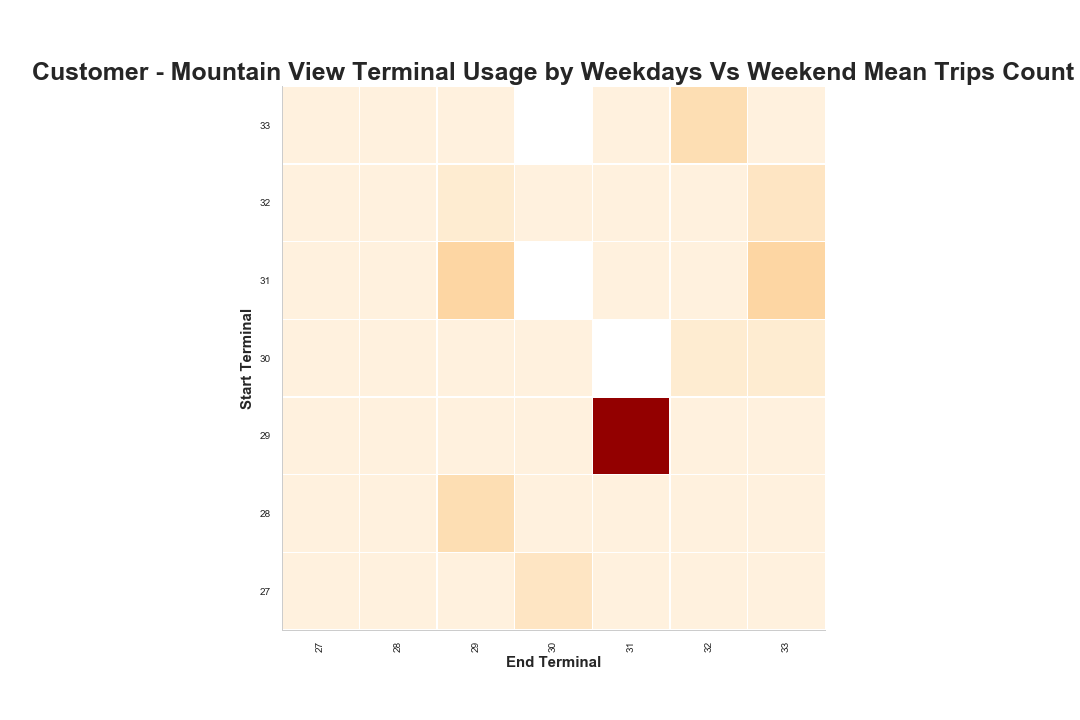 Customer - Mountain View Terminal Usage by Weekdays Vs Weekend Mean Trips Count
33
32
31
30
29
28
27
Start Terminal
27 28 29 30 31 32 33
End Terminal